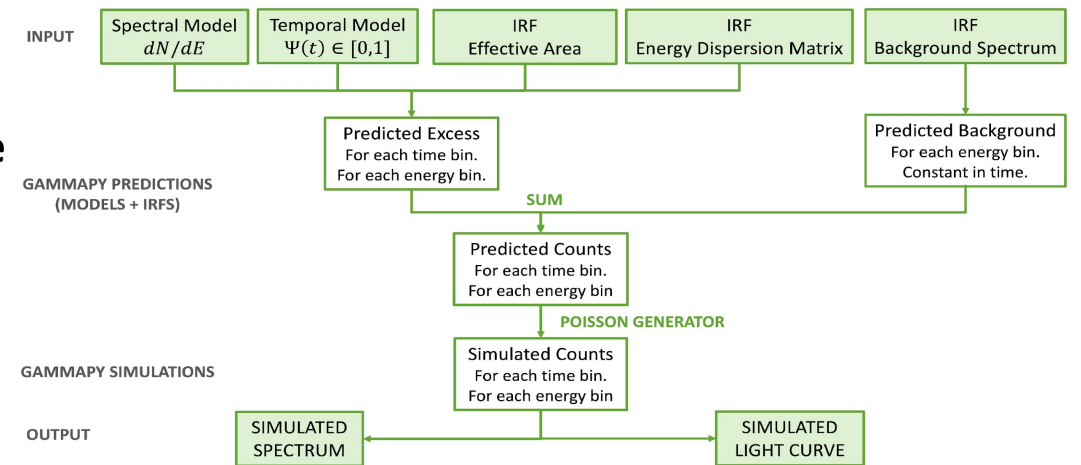 INPUT
Spectral Model
dN/dE
Temporal Model
Ψ(t) ∈ [0,1]
IRF
Effective Area
IRF
Energy Dispersion Matrix
IRF
Background Spectrum
e
Predicted Excess
For each time bin.
For each energy bin.
Predicted Background
For each energy bin.
Constant in time.
GAMMAPY PREDICTIONS
(MODELS + IRFS)
SUM
Predicted Counts
For each time bin.
For each energy bin
POISSON GENERATOR
GAMMAPY SIMULATIONS
Simulated Counts
For each time bin.
For each energy bin
OUTPUT
SIMULATED
SPECTRUM
SIMULATED
LIGHT CURVE